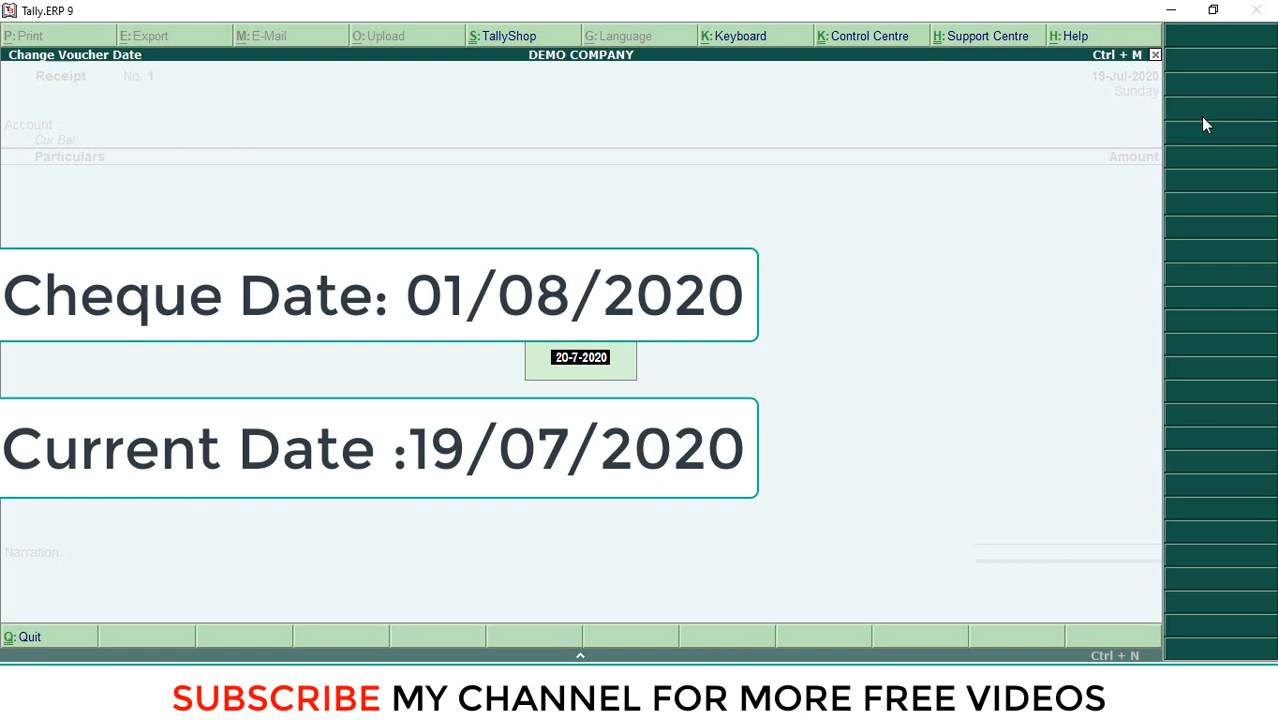 Tally.ERP 9
P: Print E: Export M: E-Mail O: Upload S: TallyShop G: Language K: Keyboard K: Control Centre H: Support Centre H: Help
Change Voucher Date DEMO COMPANY Ctrl + M
Receipt No. 1 19-Jul-2020
Sunday
Account :
Cur Bal:
Particulars Amount
Cheque Date: 01/08/2020
20-7-2020
Current Date :19/07/2020
Narration:
Q: Quit
Ctrl + N
SUBSCRIBE MY CHANNEL FOR MORE FREE VIDEOS